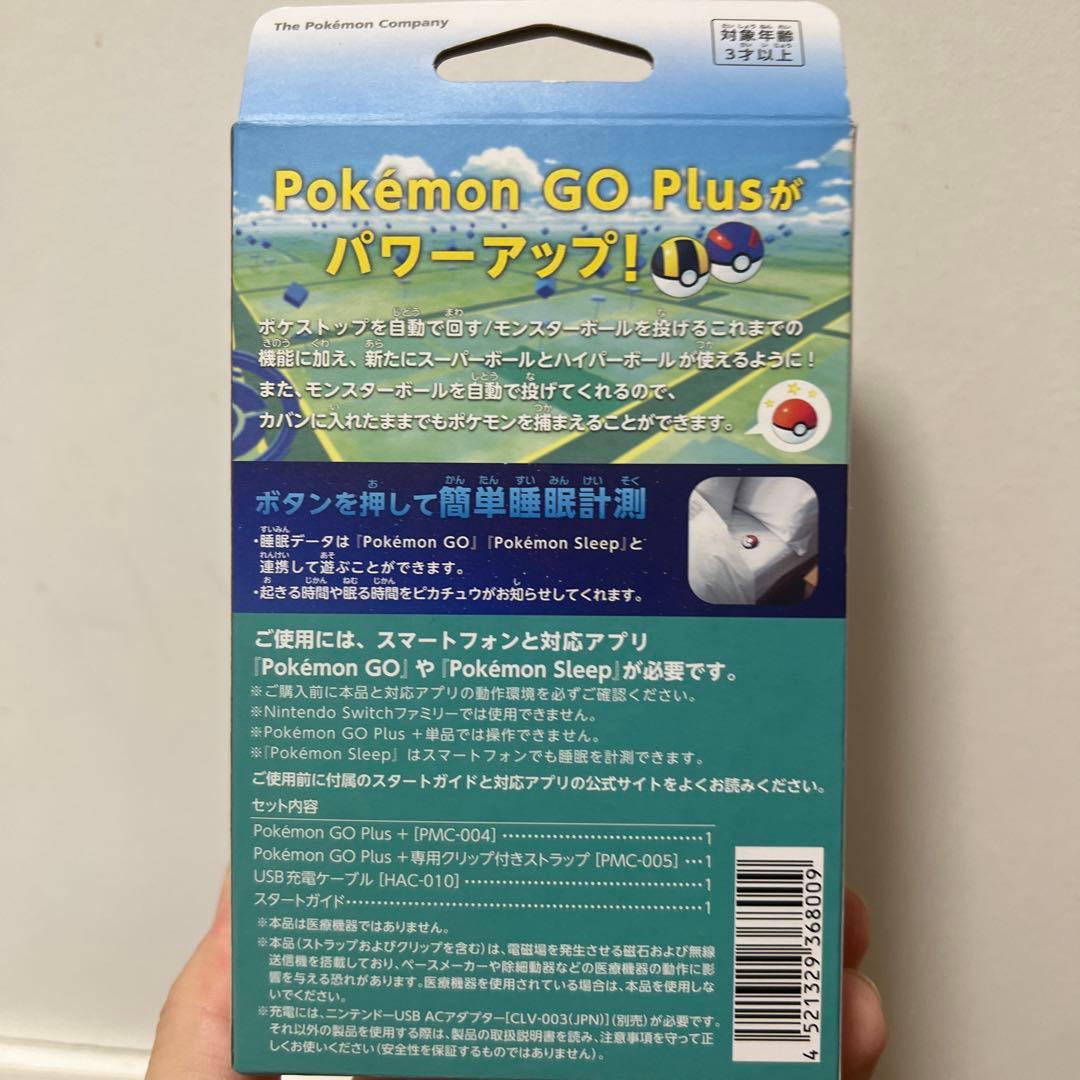 The Pokémon Company
対象年齢
3才以上
Pokémon GO Plusが
パワーアップ!
ポケストップを自動で回す/モンスターボールを投げるこれまでの
機能に加え、新たにスーパーボールとハイパーボールが使えるように!
また、モンスターボールを自動で投げてくれるので、
カバンに入れたままでもポケモンを捕まえることができます。
ボタンを押して簡単睡眠計測
・睡眠データは『Pokémon GO』『Pokémon Sleep』と
連携して遊ぶことができます。
・起きる時間や眠る時間をピカチュウがお知らせしてくれます。
ご使用には、スマートフォンと対応アプリ
『Pokémon GO』や『Pokémon Sleep』が必要です。
※ご購入前に本品と対応アプリの動作環境を必ずご確認ください。
※Nintendo Switchファミリーでは使用できません。
※Pokémon GO Plus +単品では操作できません。
※『Pokémon Sleep』はスマートフォンでも睡眠を計測できます。
ご使用前に付属のスタートガイドと対応アプリの公式サイトをよくお読みください。
セット内容
Pokémon GO Plus + [PMC-004] ……………………………1
Pokémon GO Plus +専用クリップ付きストラップ [PMC-005] …1
USB充電ケーブル [HAC-010]…………………………………1
スタートガイド……………………………………………………1
※本品は医療機器ではありません。
※本品(ストラップおよびクリップを含む)は、電磁場を発生させる磁石および無線
送信機を搭載しており、ペースメーカーや除細動器などの医療機器の動作に影
響を与える恐れがあります。医療機器を使用されている場合は、本品を使用しな
いでください。
※充電には、ニンテンドーUSB ACアダプター[CLV-003(JPN)](別売)が必要です。
それ以外の製品を使用する際は、製品の取扱説明書を読み、注意事項を守って正
しくお使いください(安全性を保証するものではありません)。
4 521329 368009